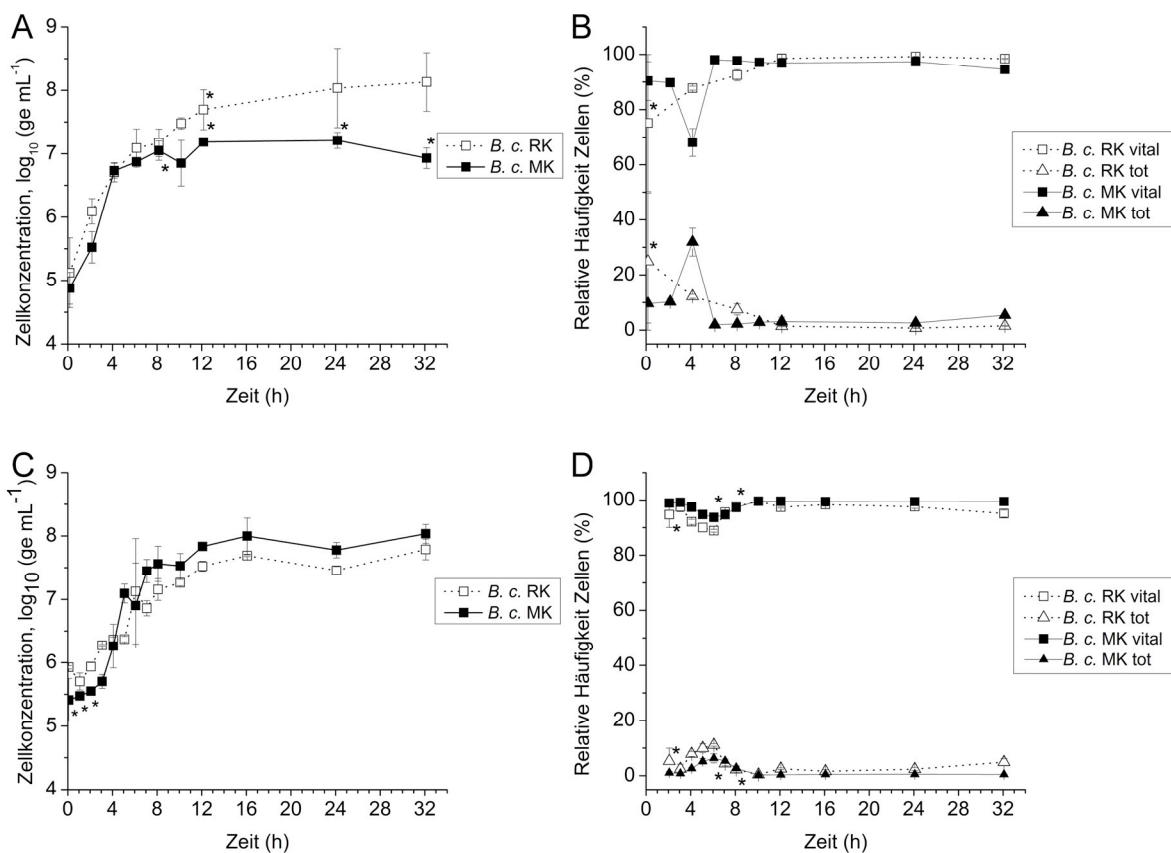 A
9
8
7
6
5
4
Zellkonzentration, log10 (ge mL-1)
0 4 8 12 16 20 24 28 32
Zeit (h)
* * * * *
B. c. RK
B. c. MK
B
100
80
60
40
20
0
Relative Häufigkeit Zellen (%)
0 4 8 12 16 20 24 28 32
Zeit (h)
*
*
B. c. RK vital
B. c. RK tot
B. c. MK vital
B. c. MK tot
C
9
8
7
6
5
4
Zellkonzentration, log10 (ge mL-1)
0 4 8 12 16 20 24 28 32
Zeit (h)
* * *
B. c. RK
B. c. MK
D
100
80
60
40
20
0
Relative Häufigkeit Zellen (%)
0 4 8 12 16 20 24 28 32
Zeit (h)
* * *
* * *
B. c. RK vital
B. c. RK tot
B. c. MK vital
B. c. MK tot